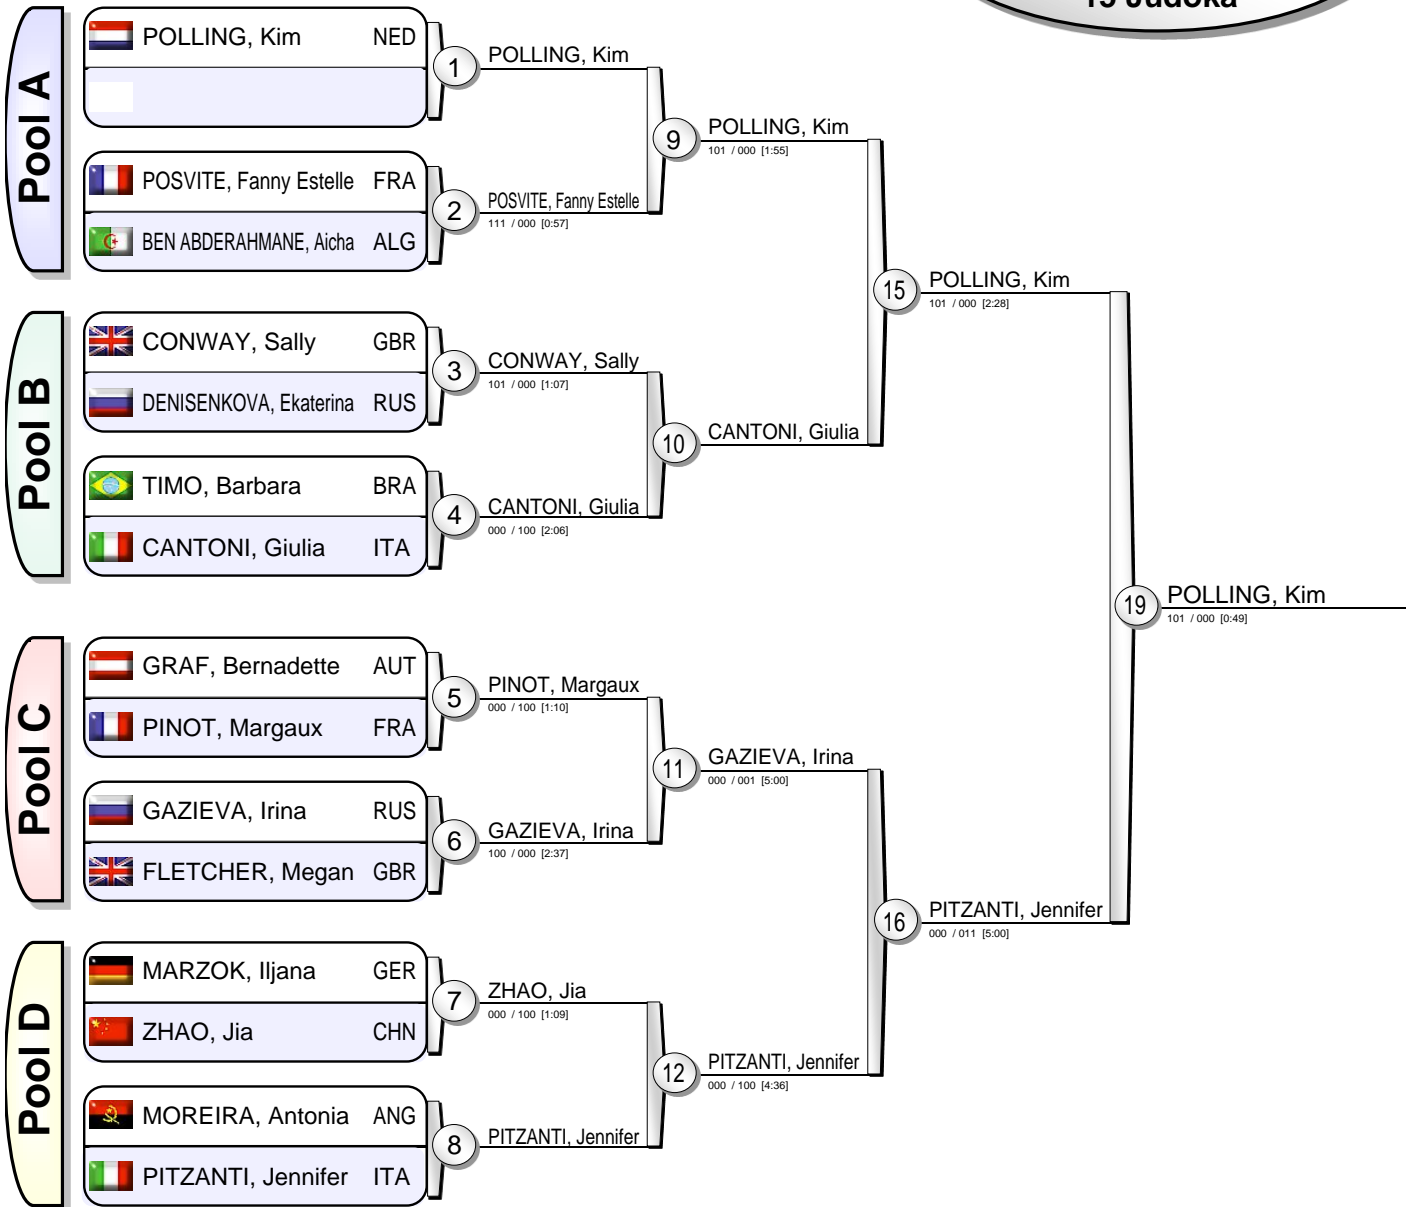 15 Judoka
Pool A
POLLING, Kim NED
1
POLLING, Kim
POSVITE, Fanny Estelle FRA
BEN ABDERAHMANE, Aicha ALG
2
POSVITE, Fanny Estelle
111 / 000 [0:57]
9
POLLING, Kim
101 / 000 [1:55]
Pool B
CONWAY, Sally GBR
DENISENKOVA, Ekaterina RUS
3
CONWAY, Sally
101 / 000 [1:07]
TIMO, Barbara BRA
CANTONI, Giulia ITA
4
CANTONI, Giulia
000 / 100 [2:06]
10
CANTONI, Giulia
15
POLLING, Kim
101 / 000 [2:28]
Pool C
GRAF, Bernadette AUT
PINOT, Margaux FRA
5
PINOT, Margaux
000 / 100 [1:10]
GAZIEVA, Irina RUS
FLETCHER, Megan GBR
6
GAZIEVA, Irina
100 / 000 [2:37]
11
GAZIEVA, Irina
000 / 001 [5:00]
Pool D
MARZOK, Iljana GER
ZHAO, Jia CHN
7
ZHAO, Jia
000 / 100 [1:09]
MOREIRA, Antonia ANG
PITZANTI, Jennifer ITA
8
PITZANTI, Jennifer
12
PITZANTI, Jennifer
000 / 100 [4:36]
16
PITZANTI, Jennifer
000 / 011 [5:00]
19
POLLING, Kim
101 / 000 [0:49]